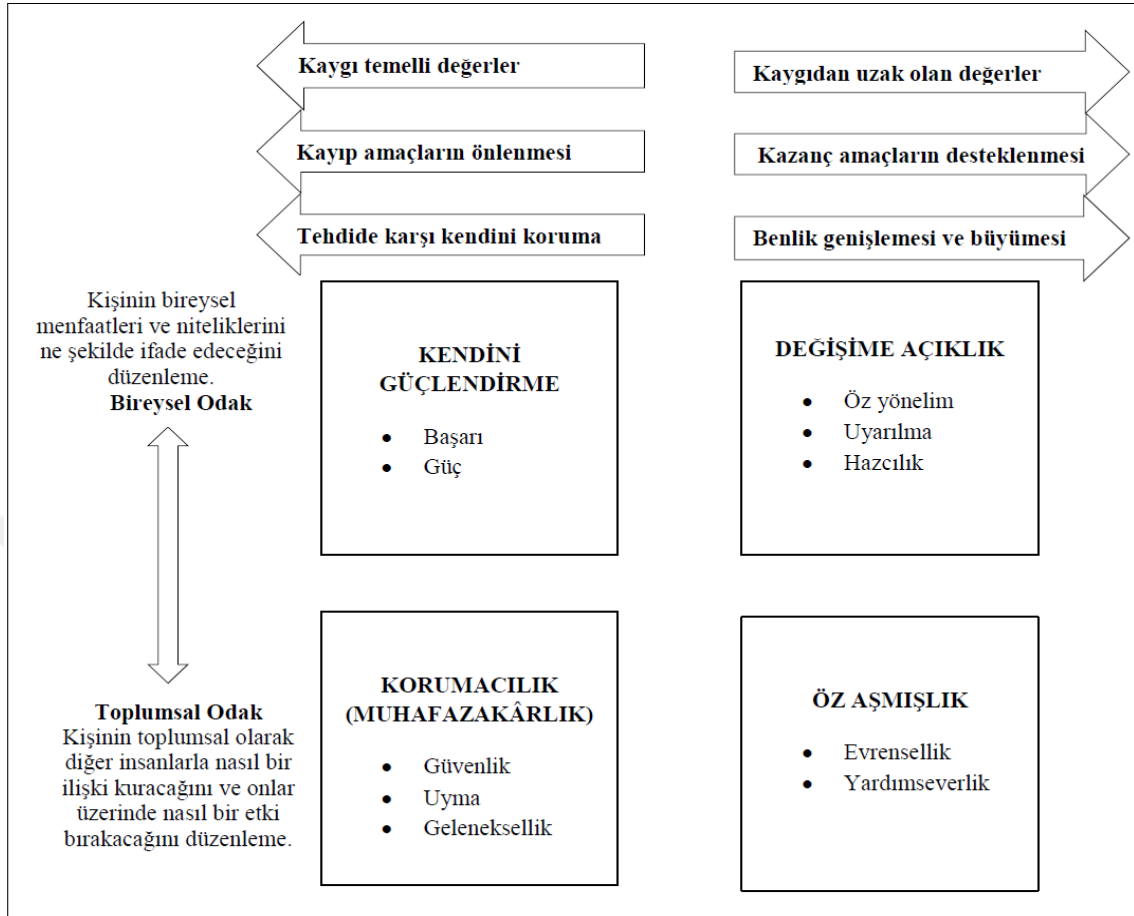 Kaygı temelli değerler
Kaygıdan uzak olan değerler
Kayıp amaçların önlenmesi
Kazanç amaçların desteklenmesi
Tehdide karşı kendini koruma
Benlik genişlemesi ve büyümesi
Kişinin bireysel
menfaatleri ve niteliklerini
ne şekilde ifade edeceğini
düzenleme.
Bireysel Odak
KENDİNİ
GÜÇLENDİRME
• Başarı
• Güç
DEĞİŞİME AÇIKLIK
• Öz yönelim
• Uyarılma
• Hazcılık
Toplumsal Odak
Kişinin toplumsal olarak
diğer insanlarla nasıl bir
ilişki kuracağını ve onlar
üzerinde nasıl bir etki
bırakacağını düzenleme.
KORUMACILIK
(MUHAFAZAKÂRLIK)
• Güvenlik
• Uyma
• Geleneksellik
ÖZ AŞMIŞLIK
• Evrensellik
• Yardımseverlik